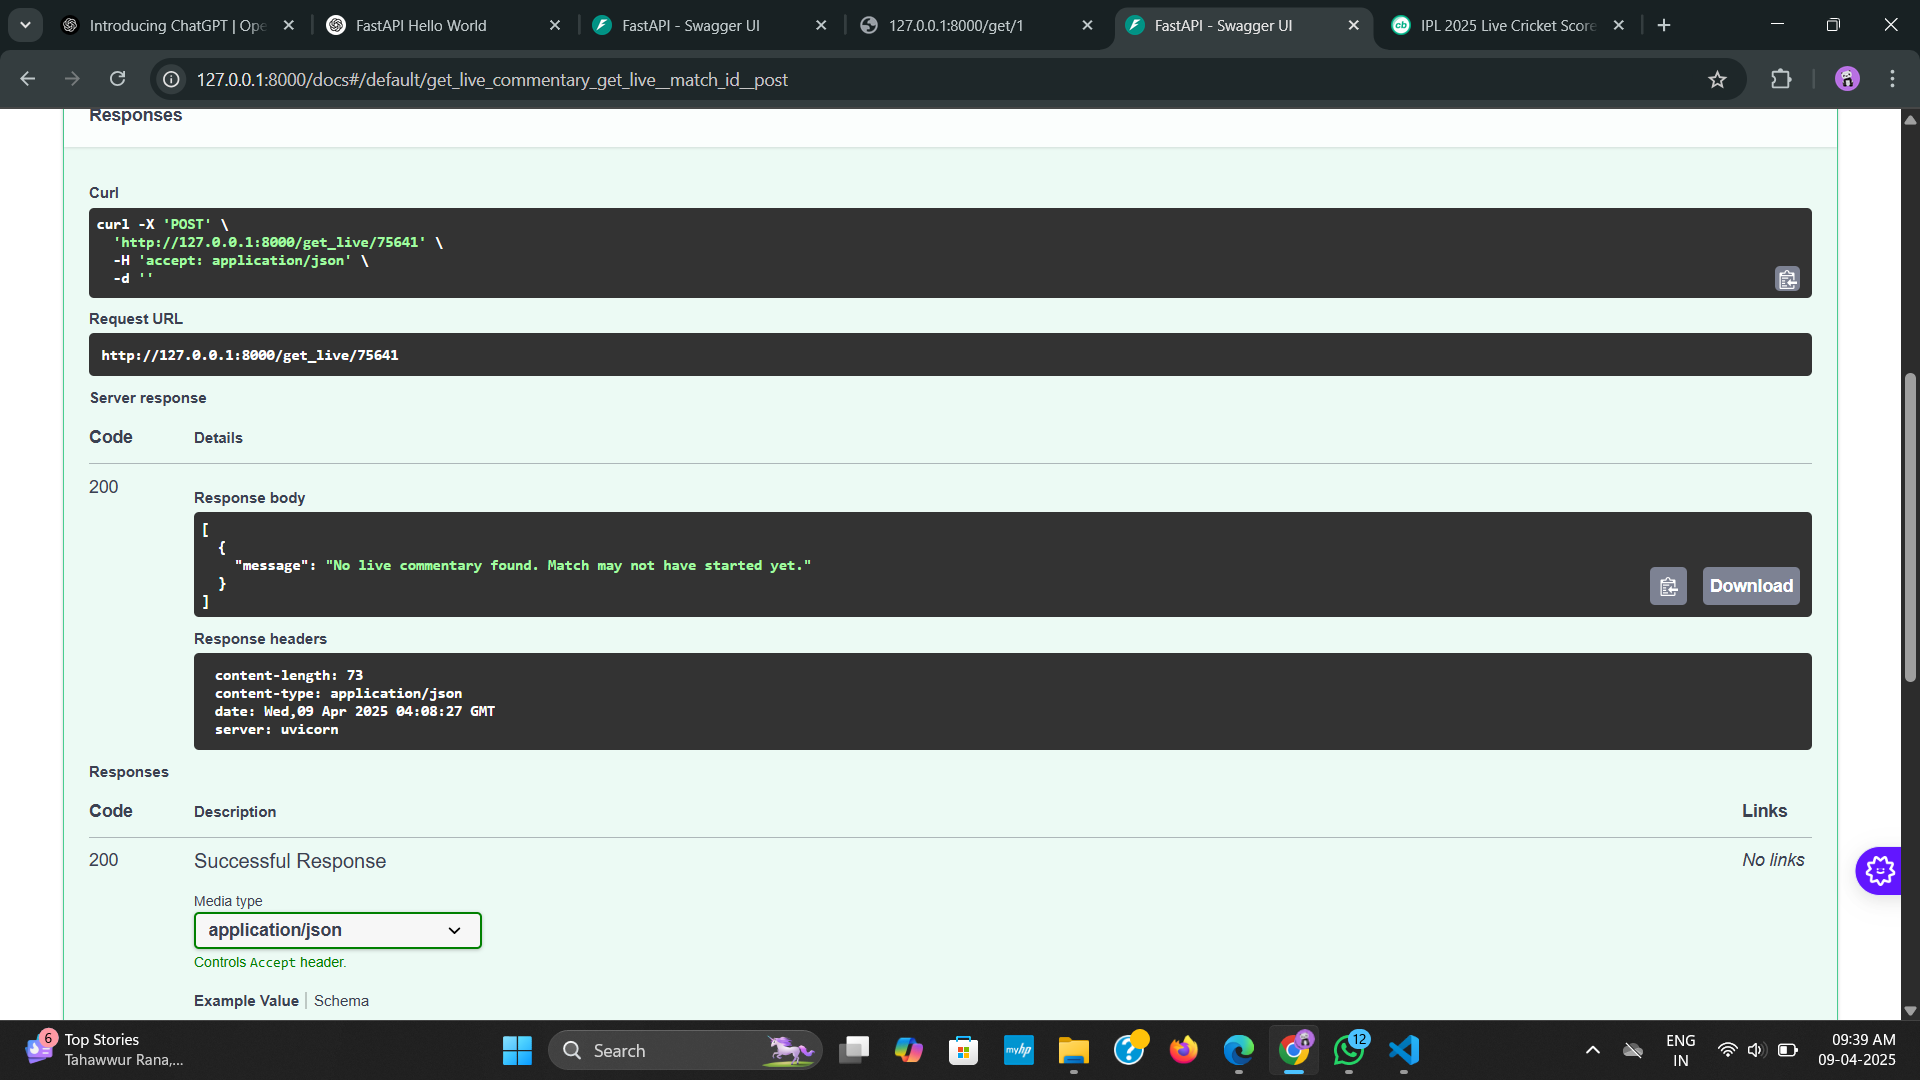 Introducing ChatGPT | Ope
FastAPI Hello World
FastAPI - Swagger UI
127.0.0.1:8000/get/1
FastAPI - Swagger UI
cb
IPL 2025 Live Cricket Score
127.0.0.1:8000/docs#/default/get_live_commentary_get_live__match_id__post
Responses
Curl
curl -X 'POST' \
'http://127.0.0.1:8000/get_live/75641' \
-H 'accept: application/json' \
-d ''
Request URL
http://127.0.0.1:8000/get_live/75641
Server response
Code Details
200
Response body
[
{
"message": "No live commentary found. Match may not have started yet."
}
]
Download
Response headers
content-length: 73
content-type: application/json
date: Wed,09 Apr 2025 04:08:27 GMT
server: uvicorn
Responses
Code Description Links
200 Successful Response No links
Media type
application/json
Controls Accept header.
Example Value Schema
6
Top Stories
Tahawwur Rana,...
Search
myhp
12
ENG
IN
09:39 AM
09-04-2025